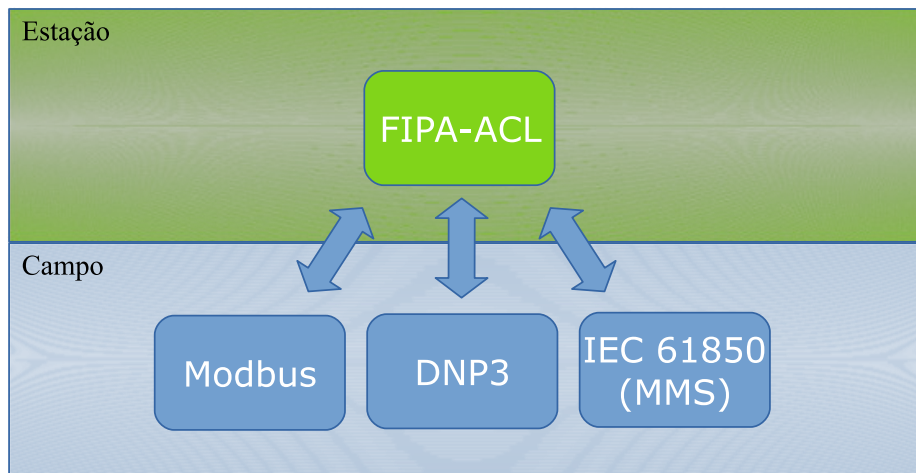 Estação
FIPA-ACL
Campo
Modbus
DNP3
IEC 61850
(MMS)